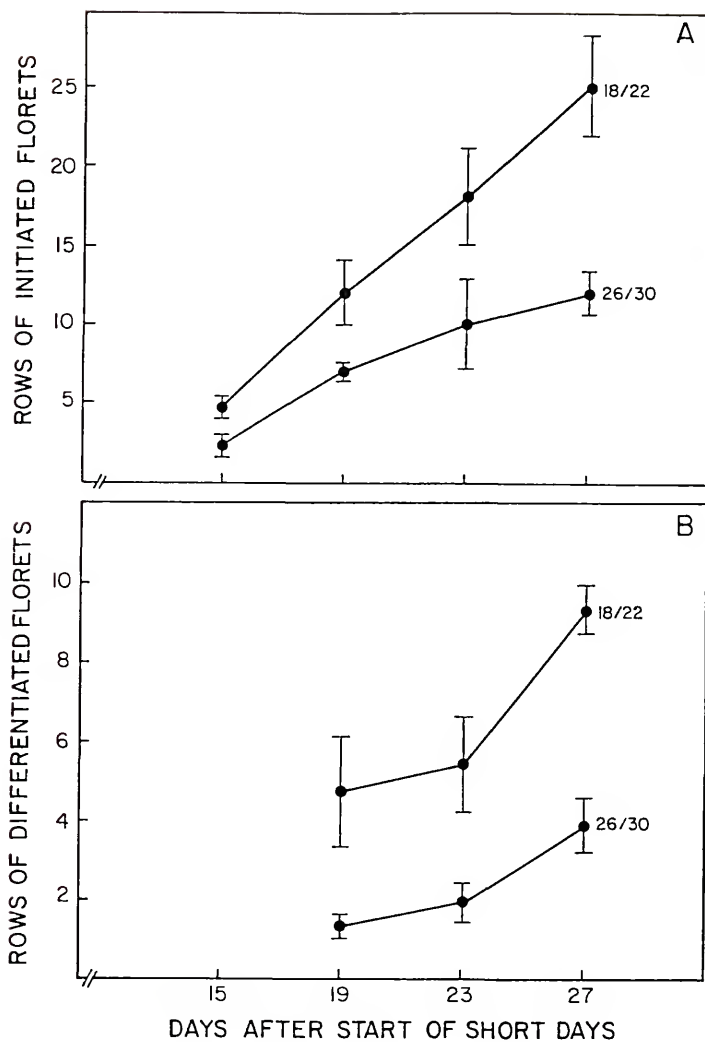 A
ROWS OF INITIATED FLORETS
25
20
15
10
5
18/22
26/30
B
ROWS OF DIFFERENTIATED FLORETS
10
8
6
4
2
18/22
26/30
15 19 23 27
DAYS AFTER START OF SHORT DAYS